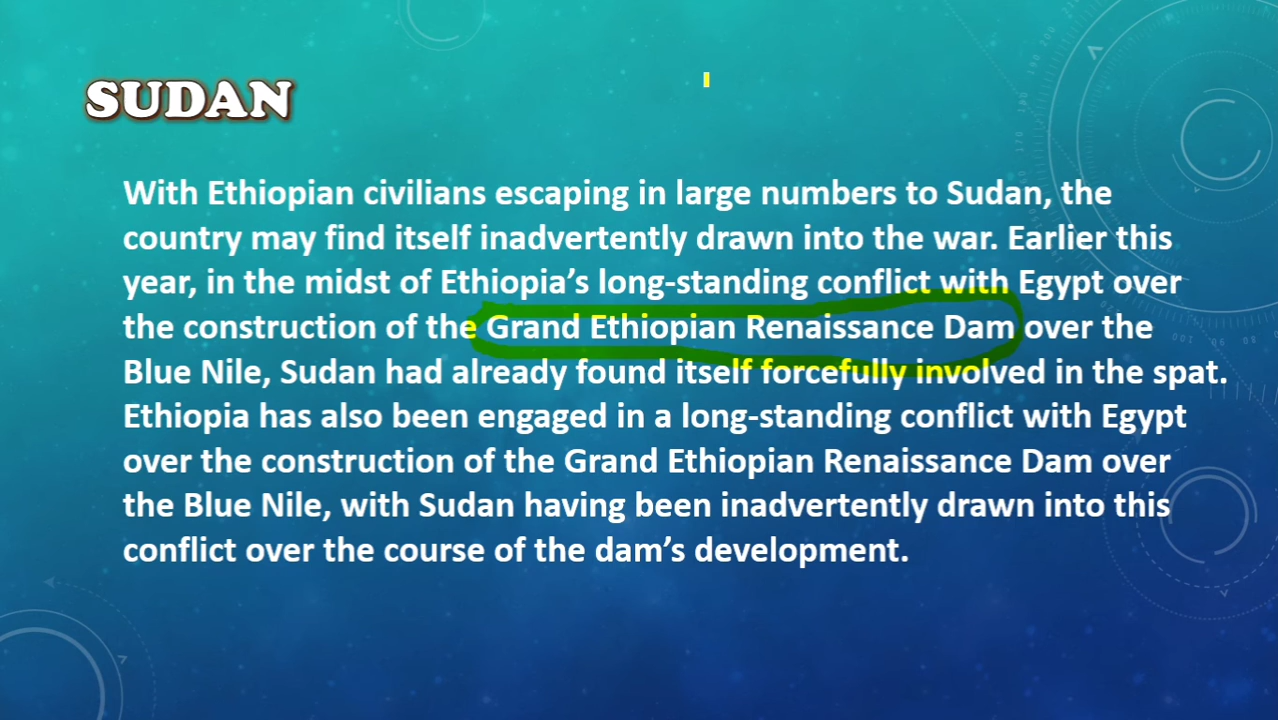 SUDAN
With Ethiopian civilians escaping in large numbers to Sudan, the
country may find itself inadvertently drawn into the war. Earlier this
year, in the midst of Ethiopia’s long-standing conflict with Egypt over
the construction of the Grand Ethiopian Renaissance Dam over the
Blue Nile, Sudan had already found itself forcefully involved in the spat.
Ethiopia has also been engaged in a long-standing conflict with Egypt
over the construction of the Grand Ethiopian Renaissance Dam over
the Blue Nile, with Sudan having been inadvertently drawn into this
conflict over the course of the dam’s development.